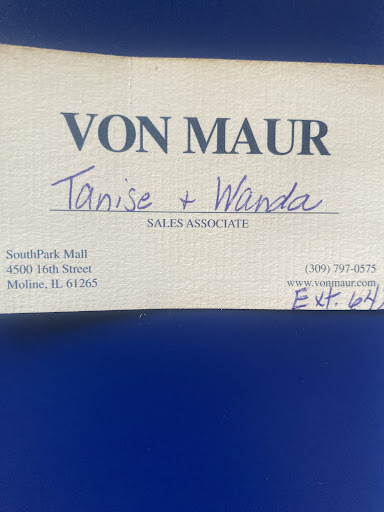 VON MAUR
Tanise + Wanda
SALES ASSOCIATE
SouthPark Mall
4500 16th Street
Moline, IL 61265
(309) 797-0575
www.vonmaur.com
Ext.